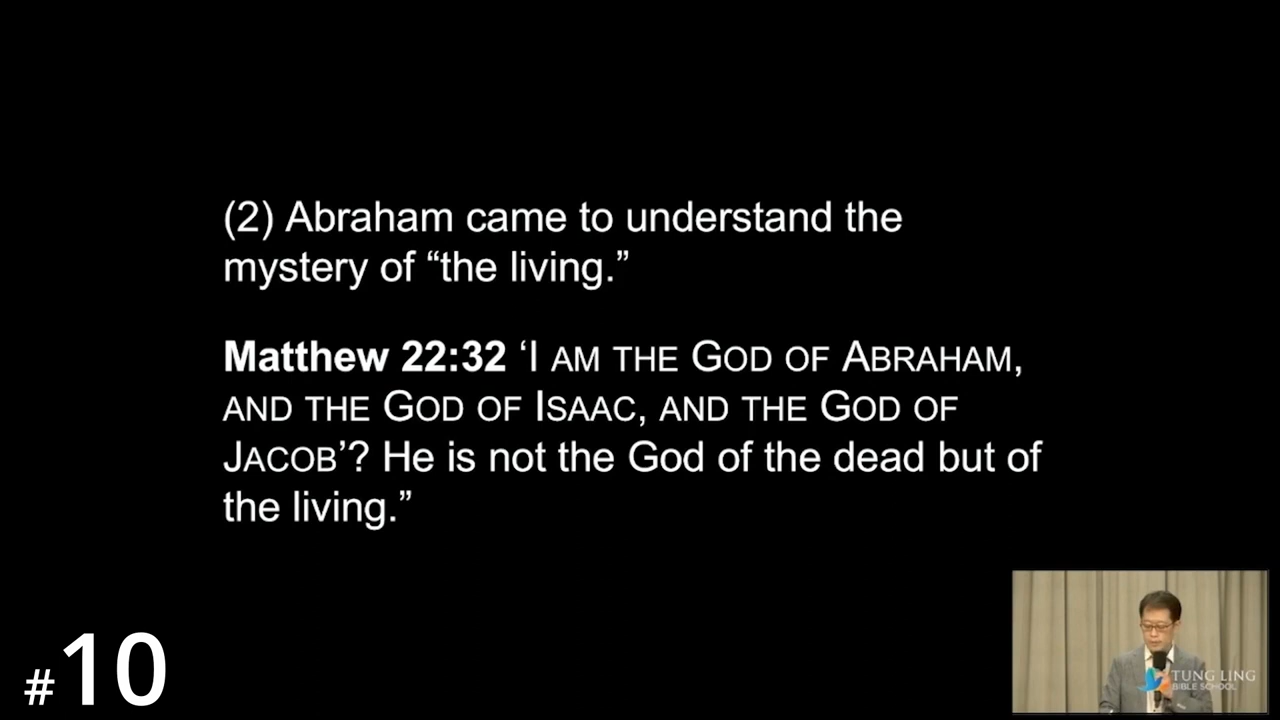 (2) Abraham came to understand the
mystery of “the living.”
Matthew 22:32 ‘I AM THE GOD OF ABRAHAM,
AND THE GOD OF ISAAC, AND THE GOD OF
JACOB’? He is not the God of the dead but of
the living.”
#10
TUNG LING
BIBLE SCHOOL